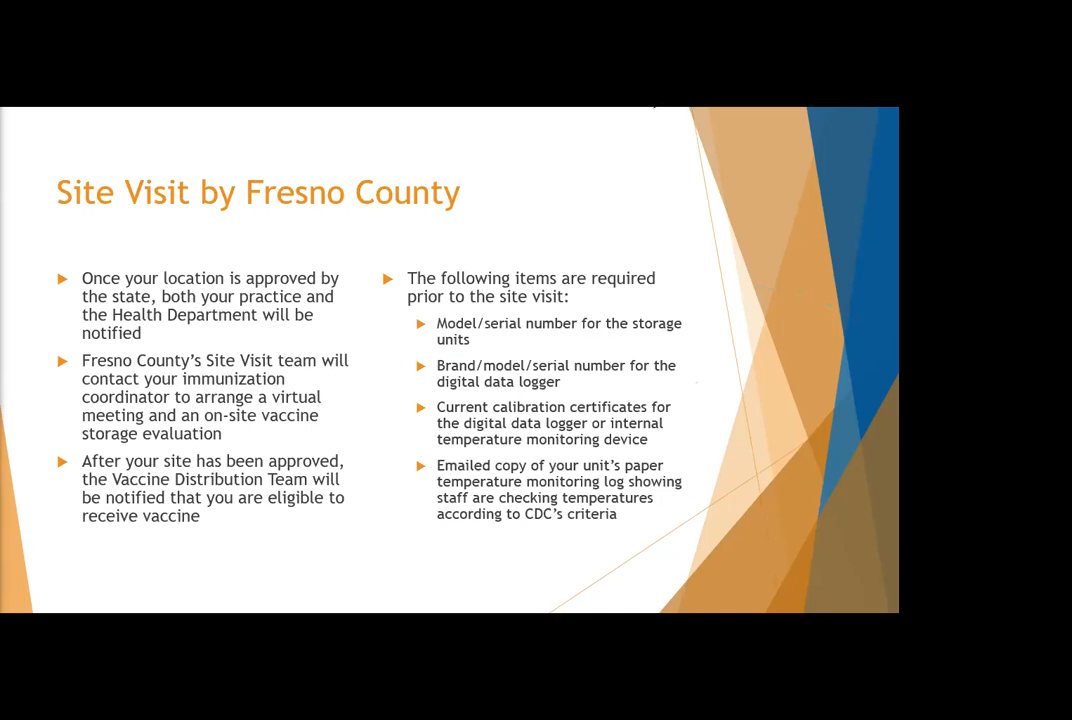 Site Visit by Fresno County
Once your location is approved by
the state, both your practice and
the Health Department will be
notified
Fresno County's Site Visit team will
contact your immunization
coordinator to arrange a virtual
meeting and an on-site vaccine
storage evaluation
After your site has been approved,
the Vaccine Distribution Team will
be notified that you are eligible to
receive vaccine
The following items are required
prior to the site visit:
Model/serial number for the storage
units
Brand/model/serial number for the
digital data logger
Current calibration certificates for
the digital data logger or internal
temperature monitoring device
Emailed copy of your unit's paper
temperature monitoring log showing
staff are checking temperatures
according to CDC's criteria